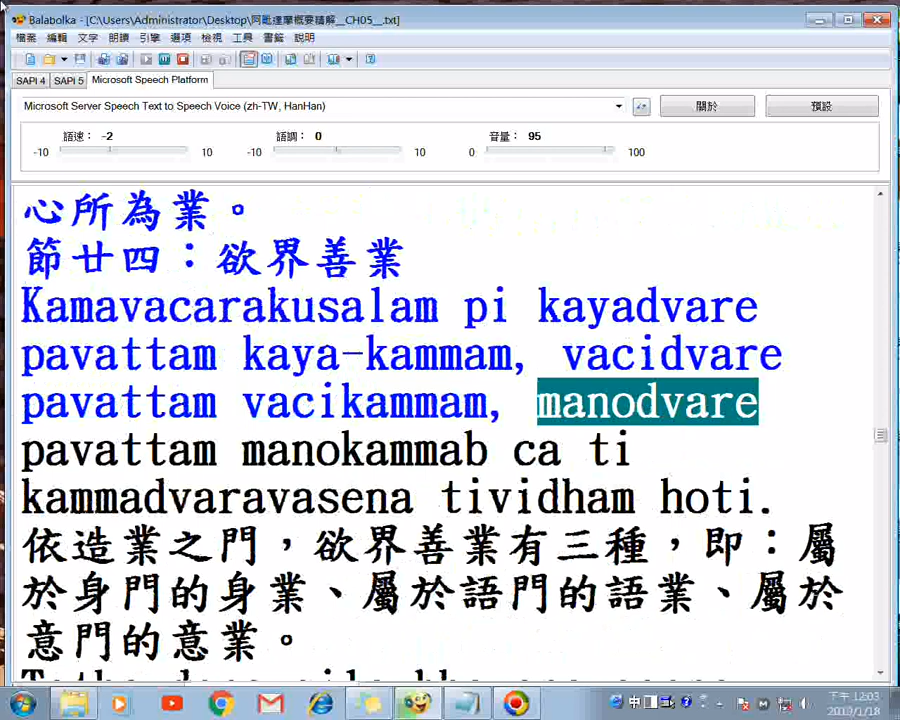 Balabolka - [C:\Users\Administrator\Desktop\阿毗達摩概要精解__CH05__.txt]
檔案 編輯 文字 朗讀 引擎 選項 檢視 工具 書籤 說明
SAPI 4 SAPI 5 Microsoft Speech Platform
Microsoft Server Speech Text to Speech Voice (zh-TW, HanHan) 關於 預設
語速： -2 語調： 0 音量： 95
-10 10 -10 10 0 100
心所為業。
節廿四：欲界善業
Kamavacarakusalam pi kayadvare
pavattam kaya-kammam, vacidvare
pavattam vacikammam, manodvare
pavattam manokammab ca ti
kammadvaravasena tividham hoti.
依造業之門，欲界善業有三種，即：屬
於身門的身業、屬於語門的語業、屬於
意門的意業。
中
下午 12:03
2019/1/18